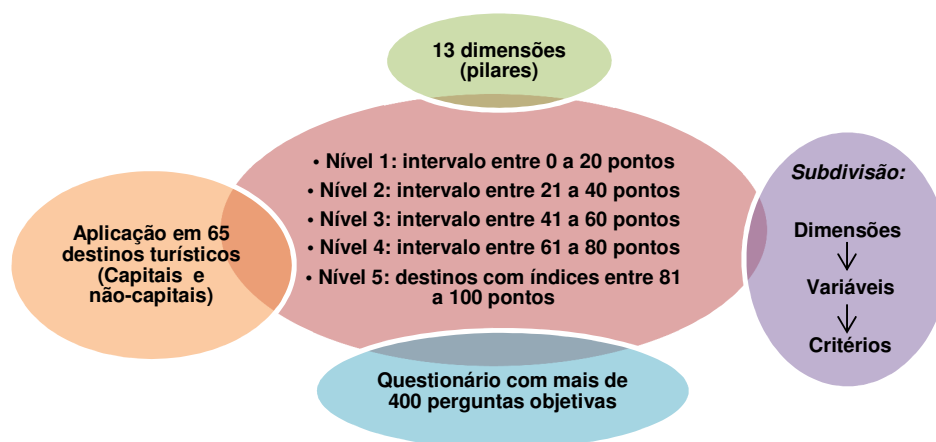 13 dimensões
(pilares)
• Nível 1: intervalo entre 0 a 20 pontos
• Nível 2: intervalo entre 21 a 40 pontos
• Nível 3: intervalo entre 41 a 60 pontos
• Nível 4: intervalo entre 61 a 80 pontos
• Nível 5: destinos com índices entre 81
a 100 pontos
Aplicação em 65
destinos turísticos
(Capitais e
não-capitais)
Subdivisão:
Dimensões
Variáveis
Critérios
Questionário com mais de
400 perguntas objetivas